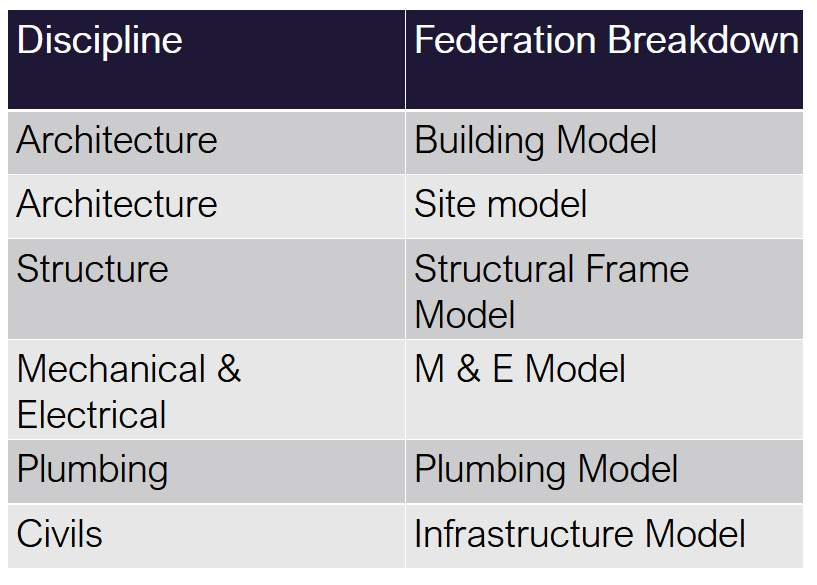 Discipline
Federation Breakdown
Architecture
Building Model
Architecture
Site model
Structure
Structural Frame
Model
Mechanical &
Electrical
M & E Model
Plumbing
Plumbing Model
Civils
Infrastructure Model